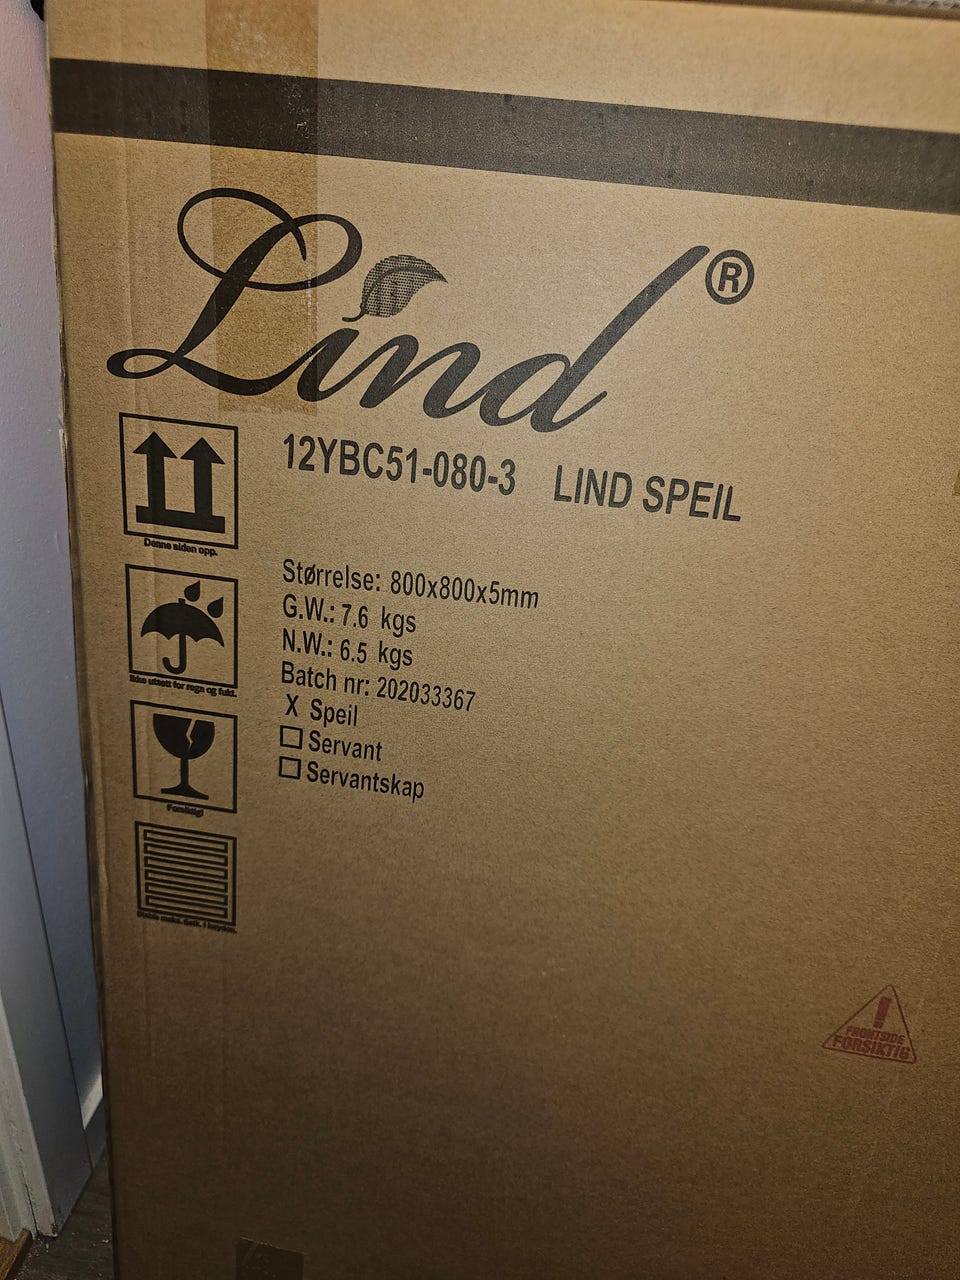 Lind ®
12YBC51-080-3 LIND SPEIL
Denne siden opp.
Størrelse: 800x800x5mm
G.W.: 7.6 kgs
N.W.: 6.5 kgs
Batch nr: 202033367
X Speil
Servant
Servantskap
Ikke utsett for regn og fukt.
Forsiktig!
i høyden.
!
FRONTSIDE
FORSIKTIG